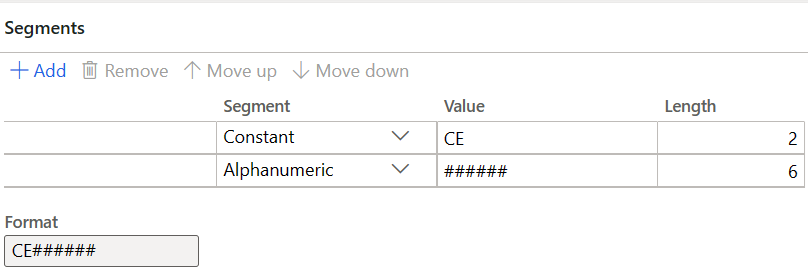 Segments
Add Remove Move up Move down
Segment Value Length
Constant CE 2
Alphanumeric ###### 6
Format
CE######